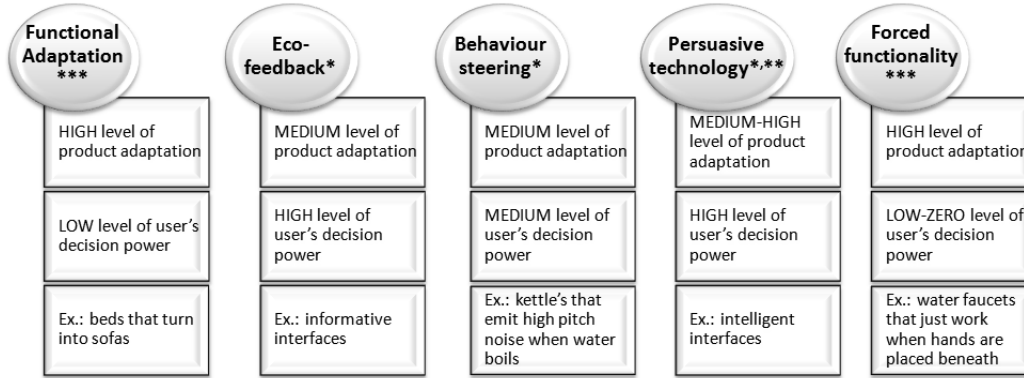 Functional
Adaptation
***
HIGH level of
product adaptation
LOW level of user's
decision power
Ex.: beds that turn
into sofas
Eco-
feedback*
MEDIUM level of
product adaptation
HIGH level of
user's decision
power
Ex.: informative
interfaces
Behaviour
steering*
MEDIUM level of
product adaptation
MEDIUM level of
user's decision
power
Ex.: kettle's that
emit high pitch
noise when water
boils
Persuasive
technology*,**
MEDIUM-HIGH
level of product
adaptation
HIGH level of
user's decision
power
Ex.: intelligent
interfaces
Forced
functionality
***
HIGH level of
product adaptation
LOW-ZERO level of
user's decision
power
Ex.: water faucets
that just work
when hands are
placed beneath